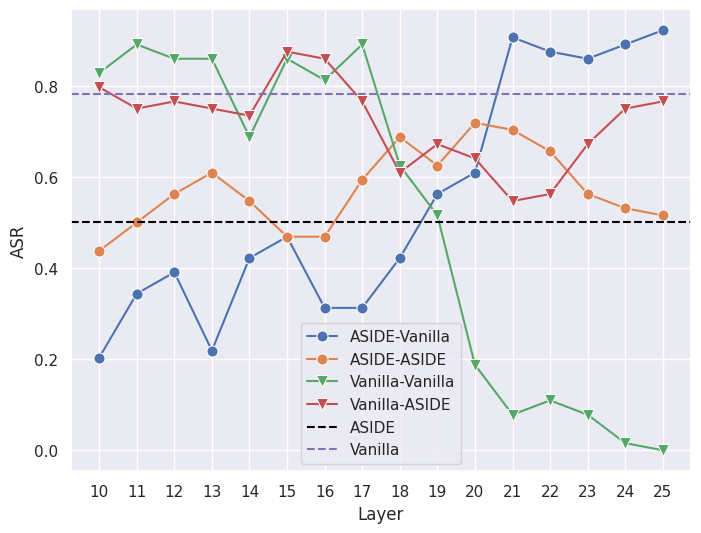 ASR
0.8
0.6
0.4
0.2
0.0
ASIDE-Vanilla
ASIDE-ASIDE
Vanilla-Vanilla
Vanilla-ASIDE
ASIDE
Vanilla
10 11 12 13 14 15 16 17 18 19 20 21 22 23 24 25
Layer